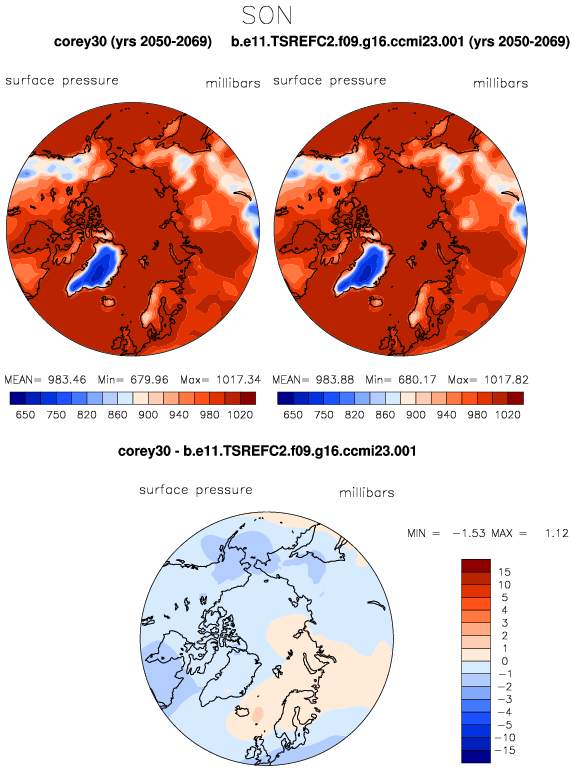 SON
corey30 (yrs 2050-2069) b.e11.TSREFC2.f09.g16.ccmi23.001 (yrs 2050-2069)
surface pressure millibars surface pressure millibars
MEAN= 983.46 Min= 679.96 Max= 1017.34 MEAN= 983.88 Min= 680.17 Max= 1017.82
650 750 820 860 900 940 980 1020 650 750 820 860 900 940 980 1020
corey30 - b.e11.TSREFC2.f09.g16.ccmi23.001
surface pressure millibars
MIN = -1.53 MAX = 1.12
15
10
5
4
3
2
1
0
-1
-2
-3
-4
-5
-10
-15